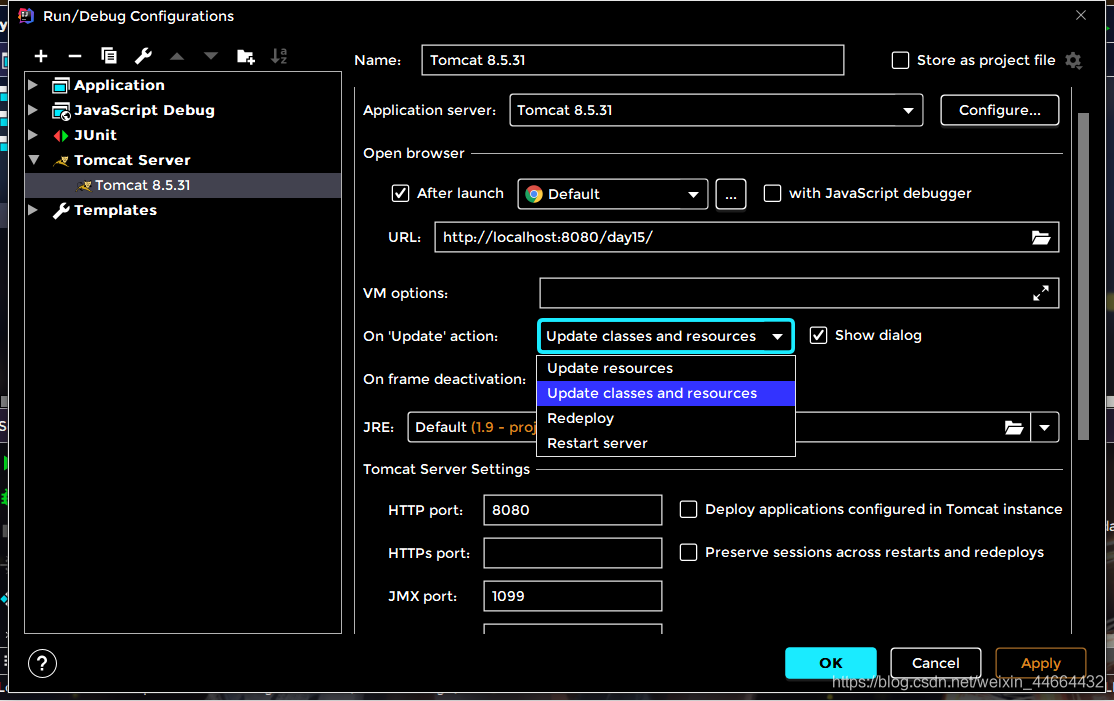 Run/Debug Configurations
Name: Tomcat 8.5.31 Store as project file
Application
JavaScript Debug
JUnit
Tomcat Server
Tomcat 8.5.31
Templates
Application server: Tomcat 8.5.31 Configure...
Open browser
After launch Default ... with JavaScript debugger
URL: http://localhost:8080/day15/
VM options:
On 'Update' action: Update classes and resources Show dialog
Update resources
On frame deactivation: Update classes and resources
Redeploy
JRE: Default (1.9 - proj
Restart server
Tomcat Server Settings
HTTP port: 8080 Deploy applications configured in Tomcat instance
HTTPs port: Preserve sessions across restarts and redeploys
JMX port: 1099
? OK Cancel Apply
https://blog.csdn.net/weixin_44664432